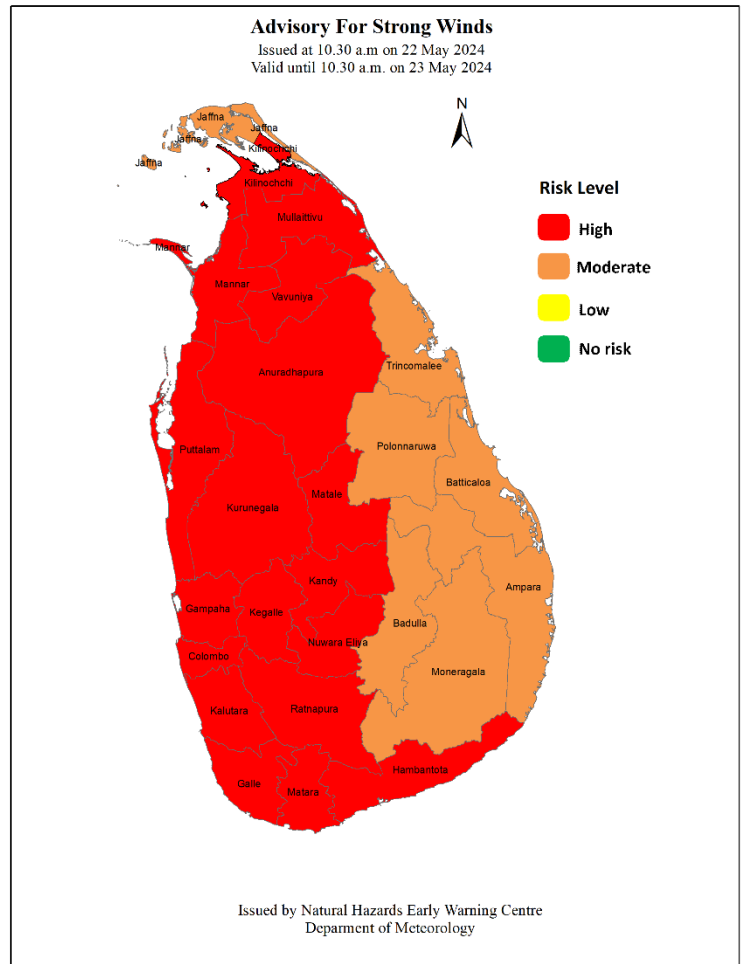 Advisory For Strong Winds
Issued at 10.30 a.m on 22 May 2024
Valid until 10.30 a.m. on 23 May 2024
N
Jaffna
Jaffna
Jaffna
Jaffna
Kilinochchi
Kilinochchi
Mullaittivu
Mannar
Mannar
Vavuniya
Anuradhapura
Trincomalee
Puttalam
Polonnaruwa
Batticaloa
Kurunegala
Matale
Kandy
Ampara
Gampaha
Kegalle
Badulla
Nuwara Eliya
Colombo
Moneragala
Kalutara
Ratnapura
Hambantota
Galle
Matara
Risk Level
High
Moderate
Low
No risk
Issued by Natural Hazards Early Warning Centre
Deparment of Meteorology